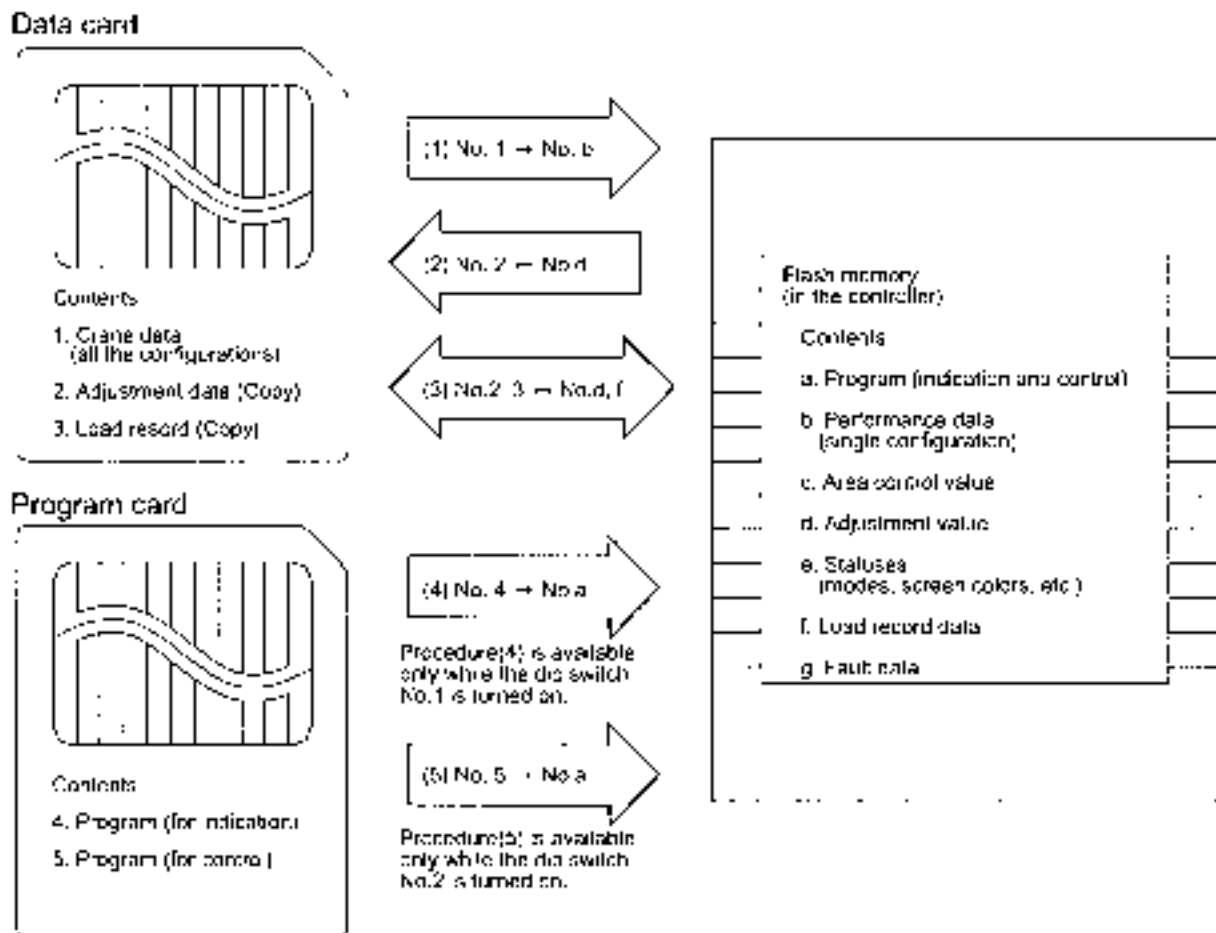 Data card
Contents
1. Crane data
(all the configurations)
2. Adjustment data (Copy)
3. Load record (Copy)
Program card
Contents
4. Program (for indication)
5. Program (for control)
(1) No. 1 → No. b
(2) No. 2 ← No. d
(3) No. 2, 3 ↔ No. d, f
(4) No. 4 → No. a
Procedure(4) is available
only while the dip switch
No.1 is turned on.
(5) No. 5 → No. a
Procedure(5) is available
only while the dip switch
No.2 is turned on.
Flash memory
(in the controller)
Contents
a. Program (indication and control)
b. Performance data
(single configuration)
c. Area control value
d. Adjustment value
e. Statuses
(modes, screen colors, etc.)
f. Load record data
g. Fault data